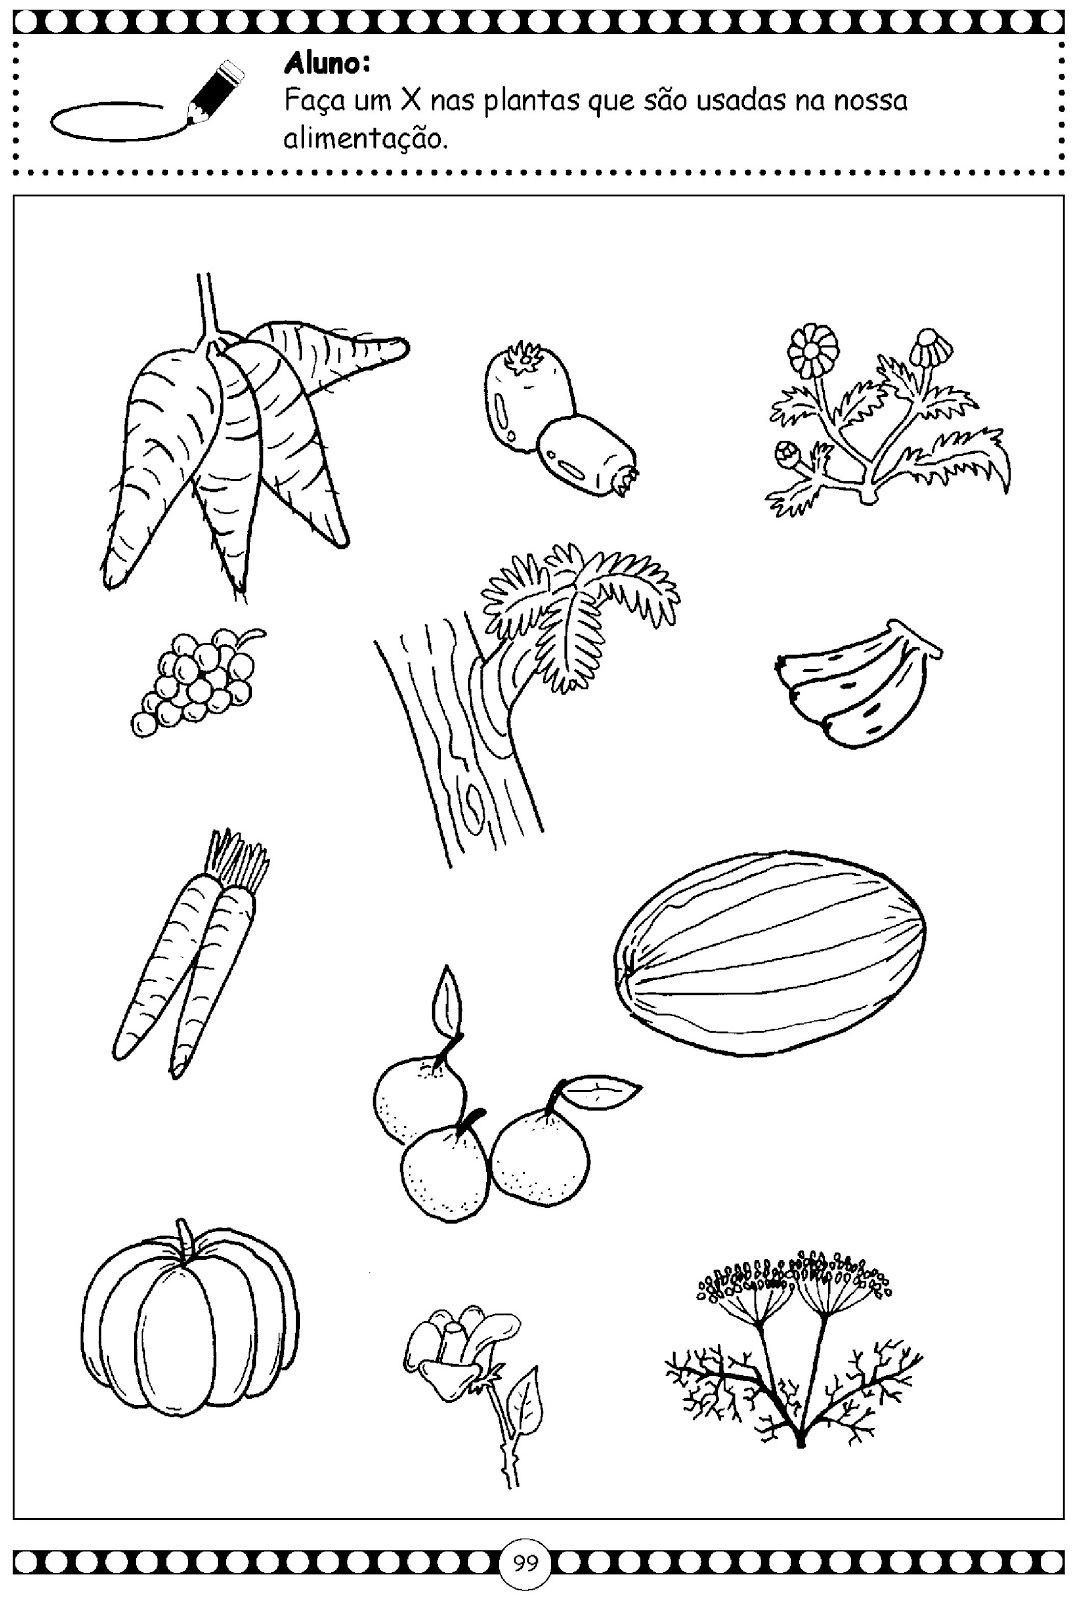 Aluno:
Faça um X nas plantas que são usadas na nossa
alimentação.
99